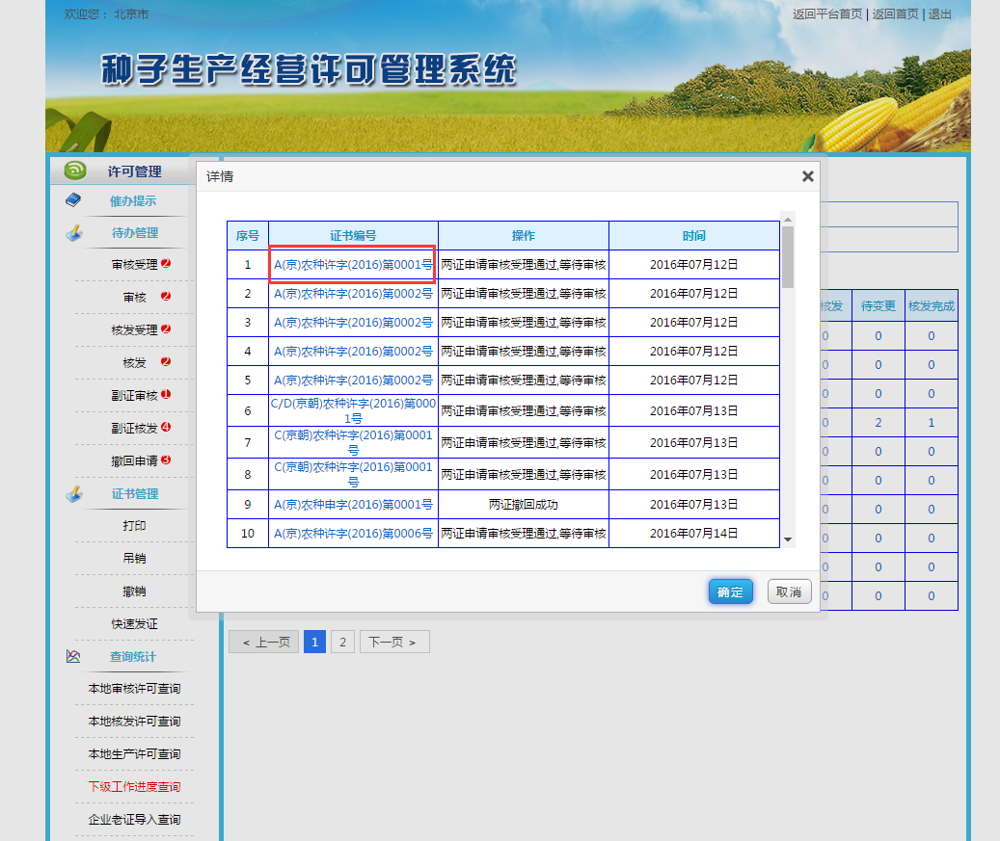 欢迎您： 北京市
返回平台首页 | 返回首页 | 退出
种子生产经营许可管理系统
许可管理
催办提示
待办管理
审核受理 2
审核 2
核发受理 2
核发 2
副证审核 1
副证核发 4
撤回申请 3
证书管理
打印
吊销
撤销
快速发证
查询统计
本地审核许可查询
本地核发许可查询
本地生产许可查询
下级工作进度查询
企业老证导入查询
详情
序号 证书编号 操作 时间
1 A(京)农种许字(2016)第0001号 两证申请审核受理通过,等待审核 2016年07月12日
2 A(京)农种许字(2016)第0002号 两证申请审核受理通过,等待审核 2016年07月12日
3 A(京)农种许字(2016)第0002号 两证申请审核受理通过,等待审核 2016年07月12日
4 A(京)农种许字(2016)第0002号 两证申请审核受理通过,等待审核 2016年07月12日
5 A(京)农种许字(2016)第0002号 两证申请审核受理通过,等待审核 2016年07月12日
6 C/D(京朝)农种许字(2016)第000
1号 两证申请审核受理通过,等待审核 2016年07月13日
7 C(京朝)农种许字(2016)第0001
号 两证申请审核受理通过,等待审核 2016年07月13日
8 C(京朝)农种许字(2016)第0001
号 两证申请审核受理通过,等待审核 2016年07月13日
9 A(京)农种申字(2016)第0001号 两证撤回成功 2016年07月13日
10 A(京)农种许字(2016)第0006号 两证申请审核受理通过,等待审核 2016年07月14日
确定 取消
核发 待变更 核发完成
0 0 0
0 0 0
0 0 0
0 2 1
0 0 0
0 0 0
0 0 0
0 0 0
0 0 0
0 0 0
< 上一页 1 2 下一页 >